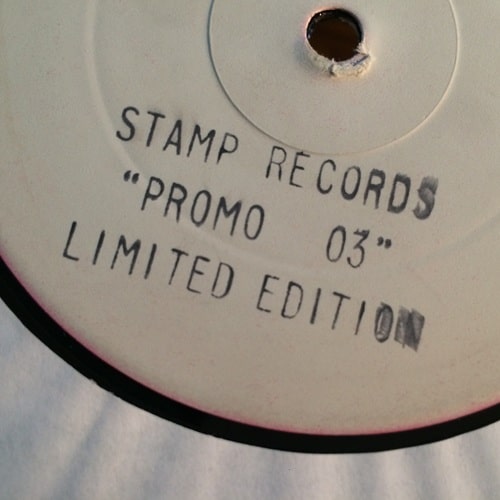 STAMP RECORDS
"PROMO 03"
LIMITED EDITION